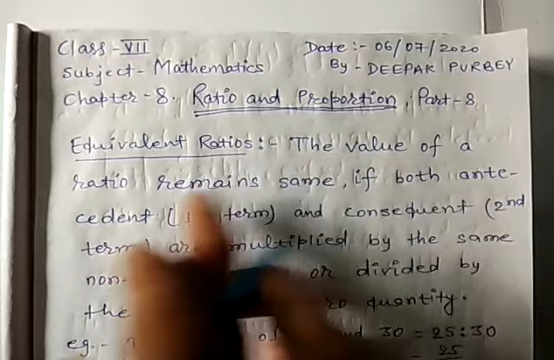 Class-VII Date:- 06/07/2020
Subject- Mathematics By- DEEPAK PURBEY
Chapter-8. Ratio and Proportion, Part-8
Equivalent Ratios:- The value of a
ratio remains same, if both ante-
cedent ( term) and consequent (2nd
term) are multiplied by the same
non- or divided by
the quantity.
eg.- 30 = 25:30
25